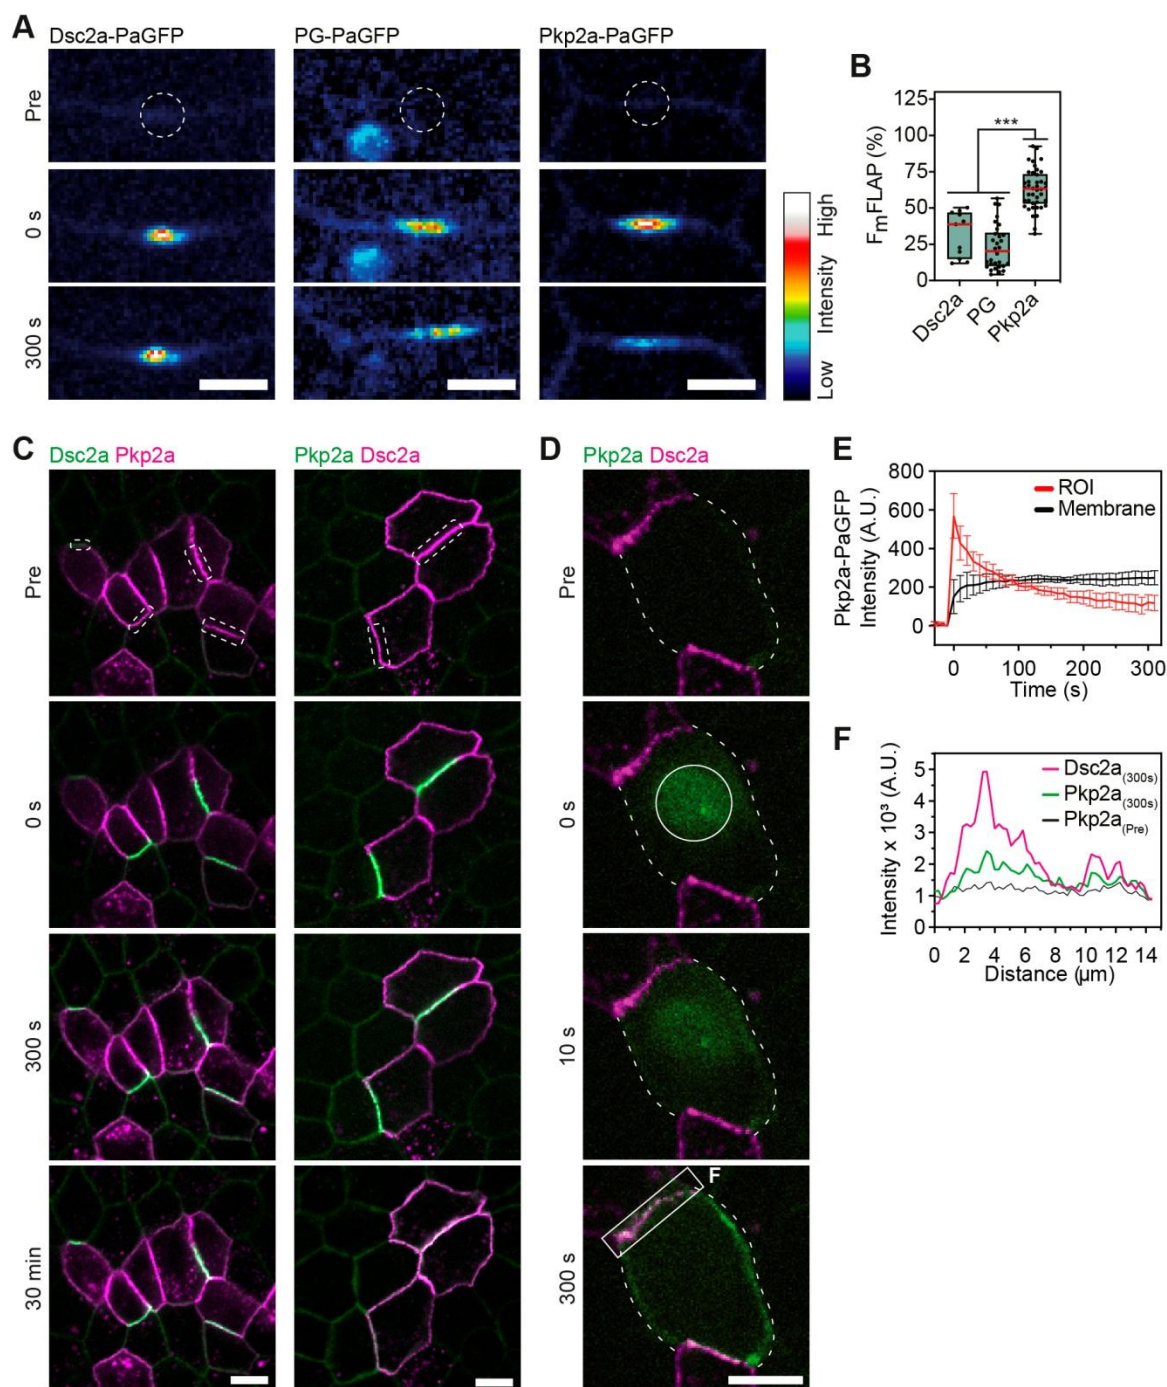 A
Dsc2a-PaGFP
PG-PaGFP
Pkp2a-PaGFP
Pre
0 s
300 s
High
Intensity
Low
B
FmFLAP (%)
125
100
75
50
25
0
***
Dsc2a
PG
Pkp2a
C
Dsc2a Pkp2a
Pkp2a Dsc2a
Pre
0 s
300 s
30 min
D
Pkp2a Dsc2a
Pre
0 s
10 s
300 s
F
E
Pkp2a-PaGFP
Intensity (A.U.)
800
600
400
200
0
ROI
Membrane
0 100 200 300
Time (s)
F
Intensity x 10³ (A.U.)
5
4
3
2
1
0
Dsc2a(300s)
Pkp2a(300s)
Pkp2a(Pre)
0 2 4 6 8 10 12 14
Distance (µm)